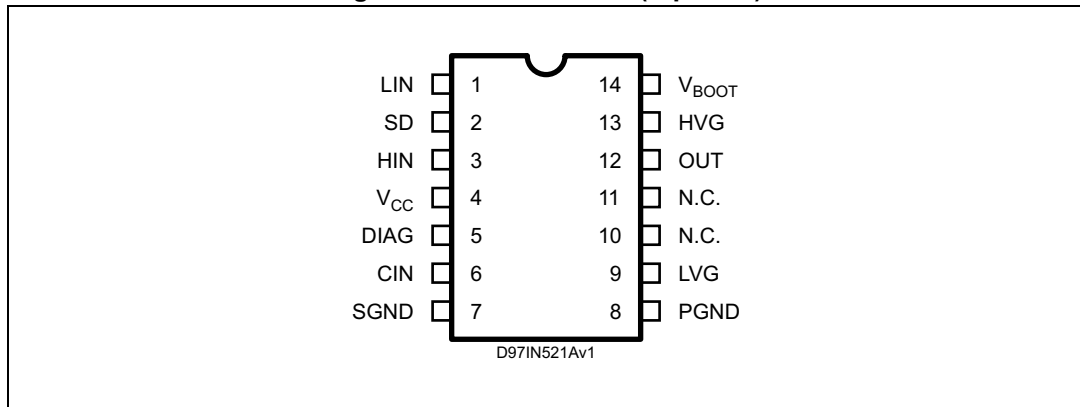 LIN 1 14 VBOOT
SD 2 13 HVG
HIN 3 12 OUT
VCC 4 11 N.C.
DIAG 5 10 N.C.
CIN 6 9 LVG
SGND 7 8 PGND
D97IN521Av1